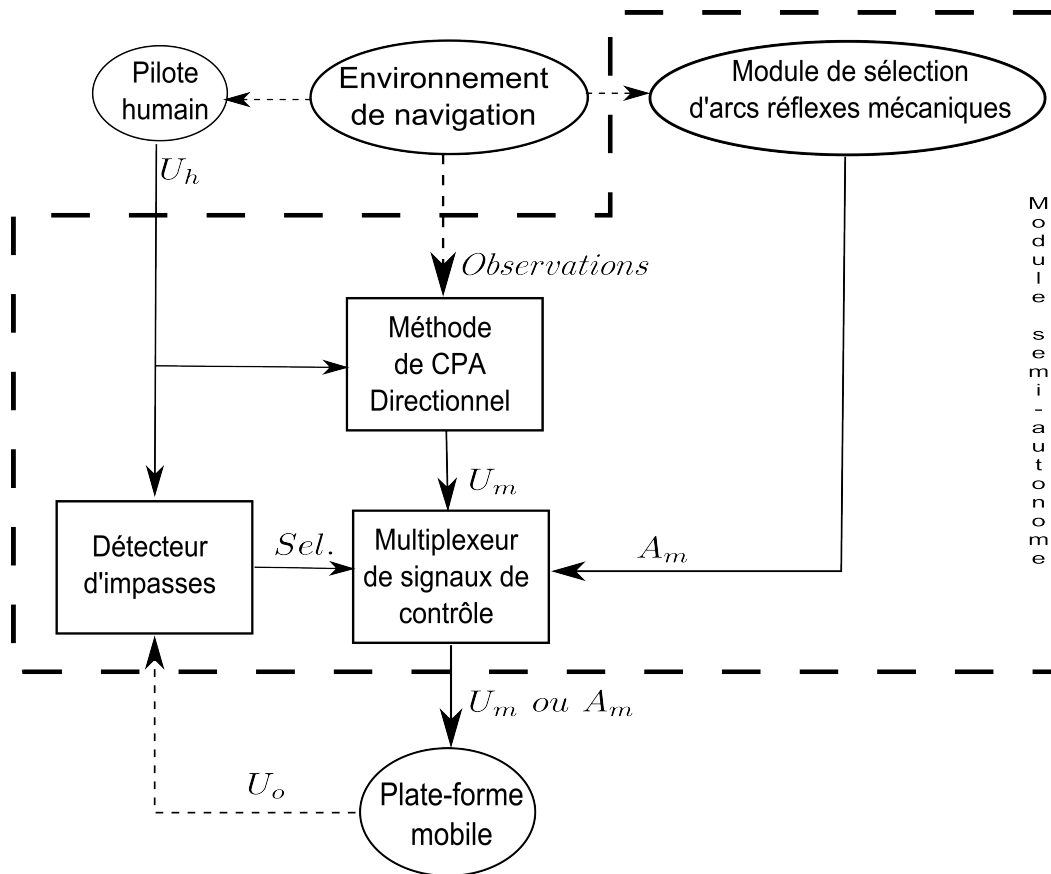 Pilote
humain
Environnement
de navigation
Module de sélection
d'arcs réflexes mécaniques
U_h
Observations
Module semi-autonome
Méthode
de CPA
Directionnel
U_m
Détecteur
d'impasses
Sel.
Multiplexeur
de signaux de
contrôle
A_m
U_m ou A_m
U_o
Plate-forme
mobile